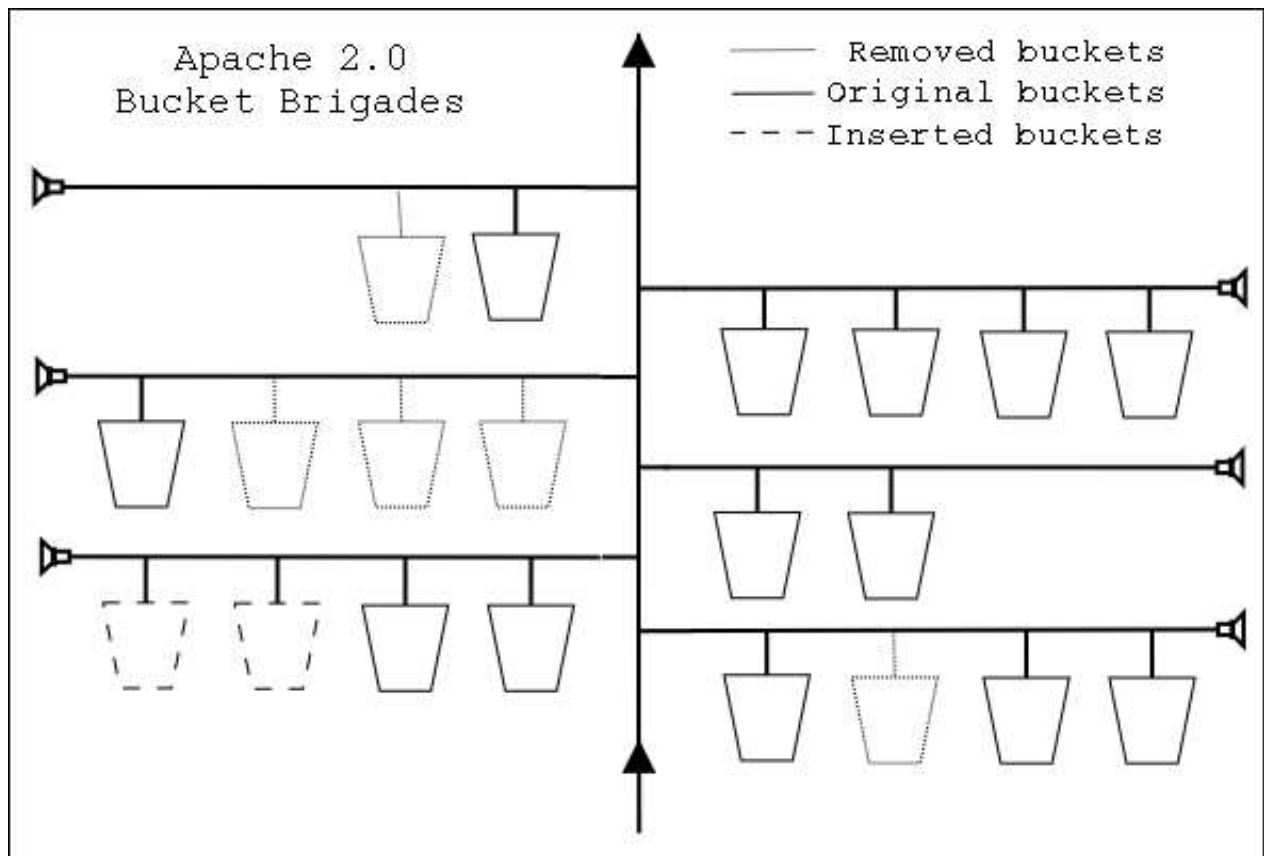 Apache 2.0
Bucket Brigades
Removed buckets
Original buckets
Inserted buckets